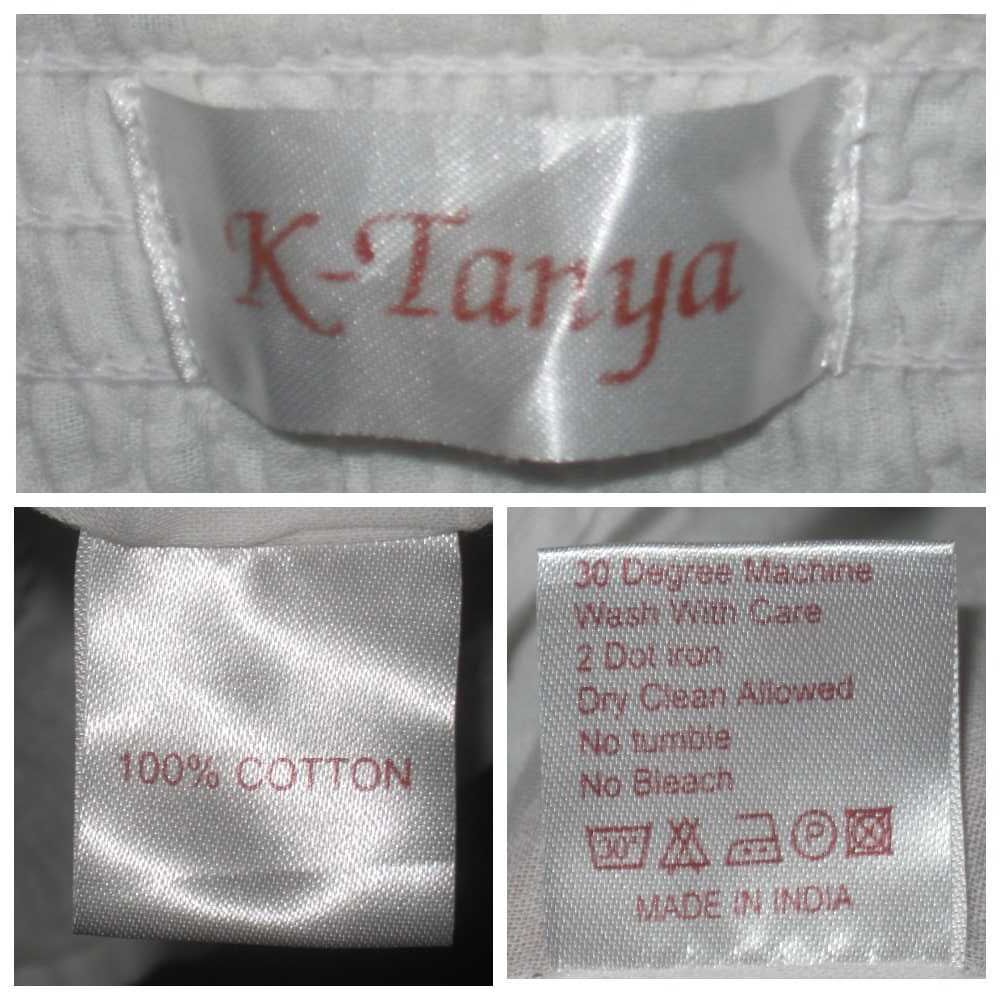 K-Tanya
100% COTTON
30 Degree Machine
Wash With Care
2 Dot iron
Dry Clean Allowed
No tumble
No Bleach
30° P
MADE IN INDIA